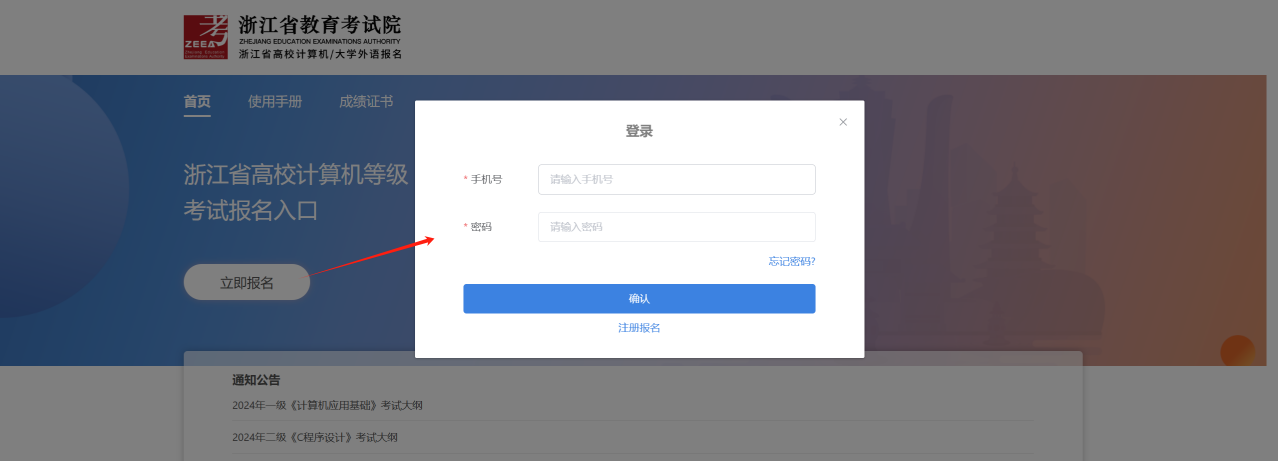 浙江省教育考试院
ZEEA
ZHEJIANG EDUCATION EXAMINATIONS AUTHORITY
Zhejiang Education
Examinations Authority
浙江省高校计算机/大学外语报名
首页
使用手册
成绩证书
浙江省高校计算机等级
考试报名入口
立即报名
登录
×
* 手机号
请输入手机号
* 密码
请输入密码
忘记密码?
确认
注册报名
通知公告
2024年一级《计算机应用基础》考试大纲
2024年二级《C程序设计》考试大纲